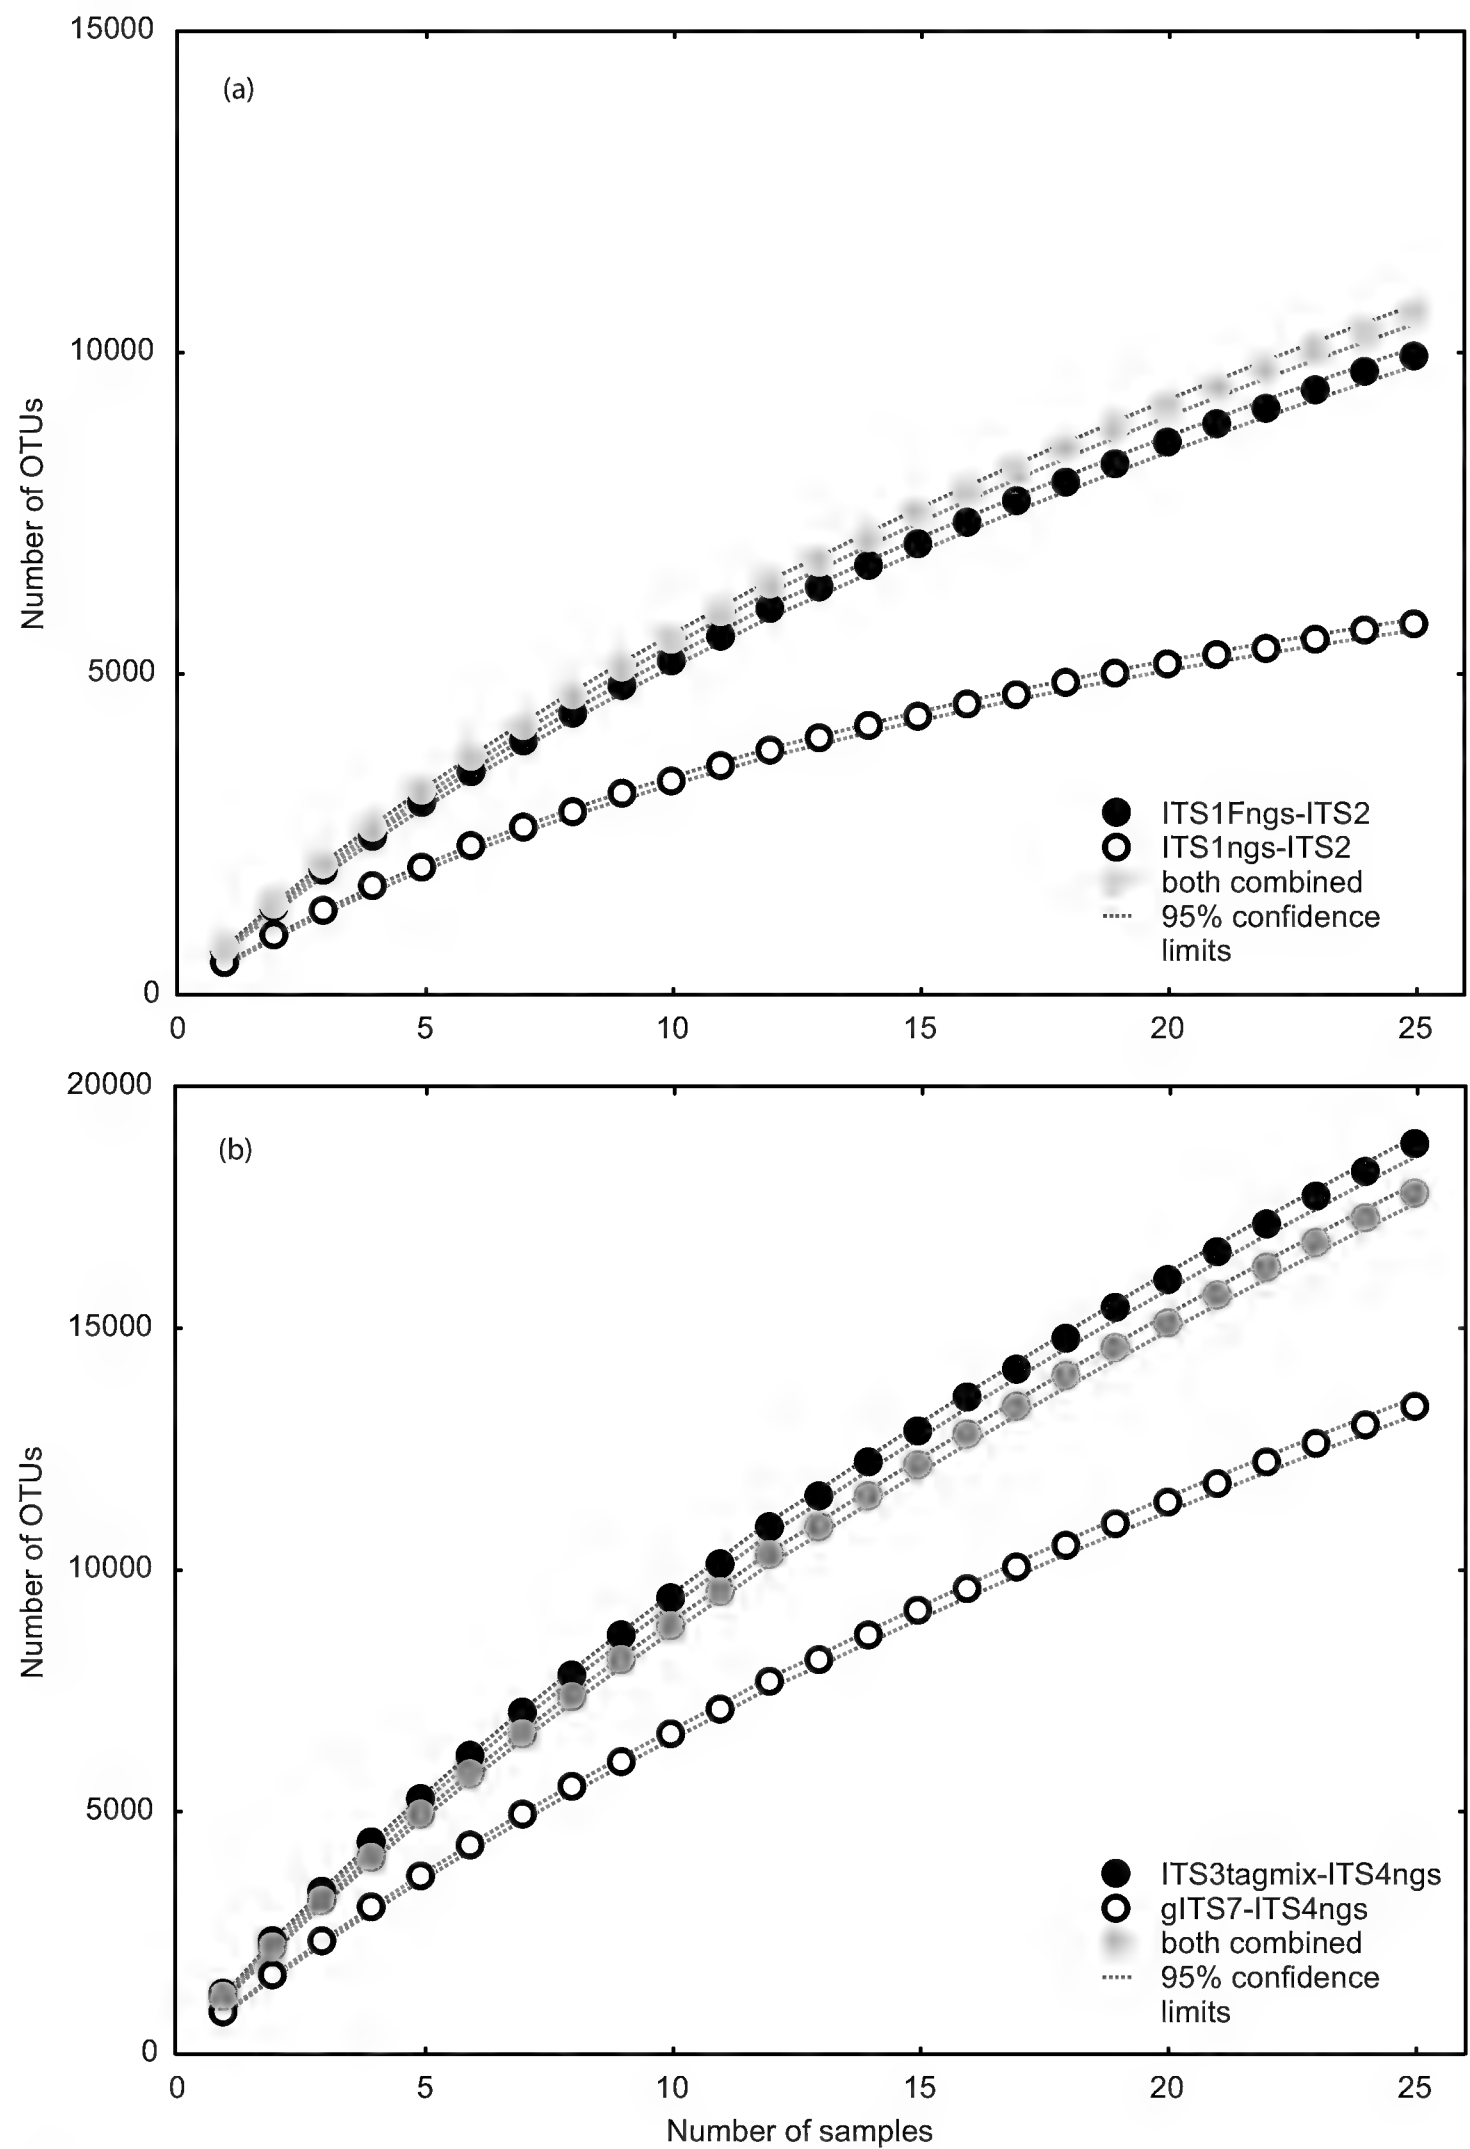 15000
(a)
10000
Number of OTUs
5000
ITS1Fngs-ITS2
ITS1ngs-ITS2
both combined
95% confidence
limits
0
0 5 10 15 20 25
20000
(b)
15000
Number of OTUs
10000
5000
ITS3tagmix-ITS4ngs
gITS7-ITS4ngs
both combined
95% confidence
limits
0
0 5 10 15 20 25
Number of samples